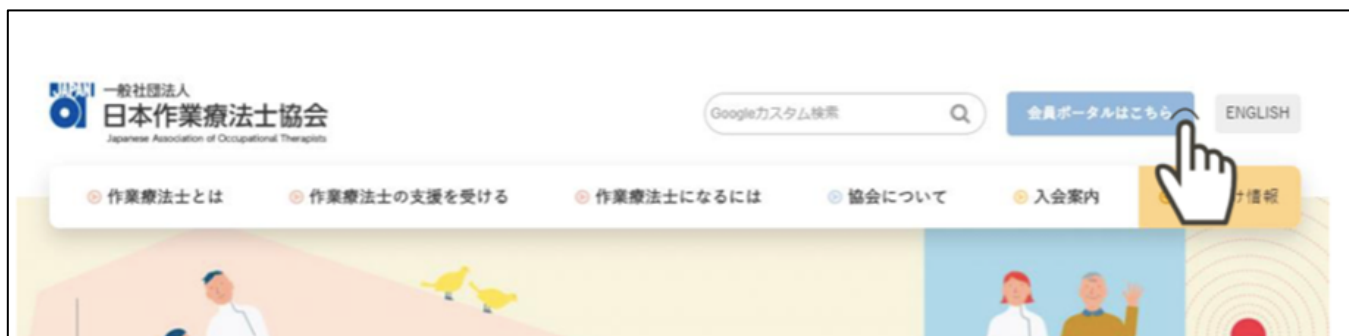 JAPAN
一般社団法人
日本作業療法士協会
Japanese Association of Occupational Therapists
Googleカスタム検索
会員ポータルはこちら
ENGLISH
作業療法士とは
作業療法士の支援を受ける
作業療法士になるには
協会について
入会案内
け情報